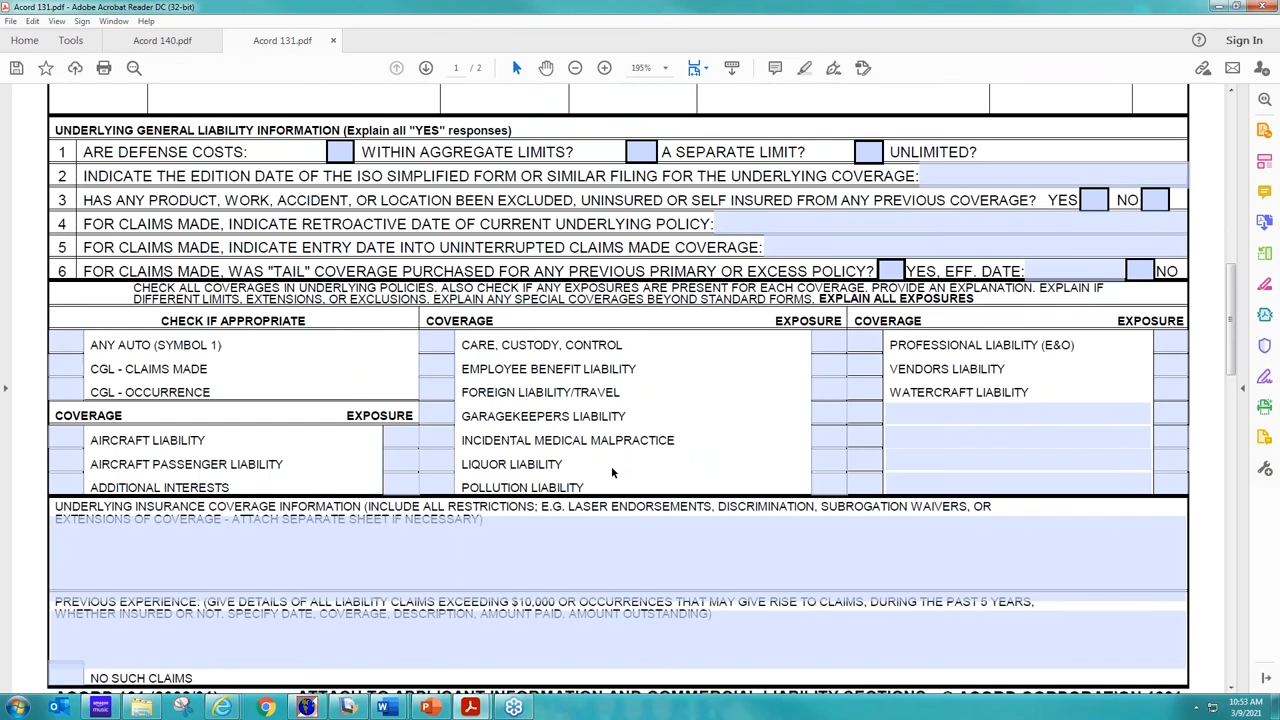 Acord 131.pdf - Adobe Acrobat Reader DC (32-bit)
File Edit View Sign Window Help
Home Tools Acord 140.pdf Acord 131.pdf × ? Sign In
1 / 2 195%
UNDERLYING GENERAL LIABILITY INFORMATION (Explain all "YES" responses)
1 ARE DEFENSE COSTS: WITHIN AGGREGATE LIMITS? A SEPARATE LIMIT? UNLIMITED?
2 INDICATE THE EDITION DATE OF THE ISO SIMPLIFIED FORM OR SIMILAR FILING FOR THE UNDERLYING COVERAGE:
3 HAS ANY PRODUCT, WORK, ACCIDENT, OR LOCATION BEEN EXCLUDED, UNINSURED OR SELF INSURED FROM ANY PREVIOUS COVERAGE? YES NO
4 FOR CLAIMS MADE, INDICATE RETROACTIVE DATE OF CURRENT UNDERLYING POLICY:
5 FOR CLAIMS MADE, INDICATE ENTRY DATE INTO UNINTERRUPTED CLAIMS MADE COVERAGE:
6 FOR CLAIMS MADE, WAS "TAIL" COVERAGE PURCHASED FOR ANY PREVIOUS PRIMARY OR EXCESS POLICY? YES, EFF. DATE: NO
CHECK ALL COVERAGES IN UNDERLYING POLICIES. ALSO CHECK IF ANY EXPOSURES ARE PRESENT FOR EACH COVERAGE. PROVIDE AN EXPLANATION. EXPLAIN IF
DIFFERENT LIMITS, EXTENSIONS, OR EXCLUSIONS. EXPLAIN ANY SPECIAL COVERAGES BEYOND STANDARD FORMS. EXPLAIN ALL EXPOSURES
CHECK IF APPROPRIATE COVERAGE EXPOSURE COVERAGE EXPOSURE
ANY AUTO (SYMBOL 1) CARE, CUSTODY, CONTROL PROFESSIONAL LIABILITY (E&O)
CGL - CLAIMS MADE EMPLOYEE BENEFIT LIABILITY VENDORS LIABILITY
CGL - OCCURRENCE FOREIGN LIABILITY/TRAVEL WATERCRAFT LIABILITY
COVERAGE EXPOSURE GARAGEKEEPERS LIABILITY
AIRCRAFT LIABILITY INCIDENTAL MEDICAL MALPRACTICE
AIRCRAFT PASSENGER LIABILITY LIQUOR LIABILITY
ADDITIONAL INTERESTS POLLUTION LIABILITY
UNDERLYING INSURANCE COVERAGE INFORMATION (INCLUDE ALL RESTRICTIONS; E.G. LASER ENDORSEMENTS, DISCRIMINATION, SUBROGATION WAIVERS, OR
EXTENSIONS OF COVERAGE - ATTACH SEPARATE SHEET IF NECESSARY)
PREVIOUS EXPERIENCE: (GIVE DETAILS OF ALL LIABILITY CLAIMS EXCEEDING $10,000 OR OCCURRENCES THAT MAY GIVE RISE TO CLAIMS, DURING THE PAST 5 YEARS,
WHETHER INSURED OR NOT. SPECIFY DATE, COVERAGE, DESCRIPTION, AMOUNT PAID, AMOUNT OUTSTANDING)
NO SUCH CLAIMS
ATTACH TO APPLICANT INFORMATION AND COMMERCIAL LIABILITY SECTIONS
10:53 AM
3/9/2021